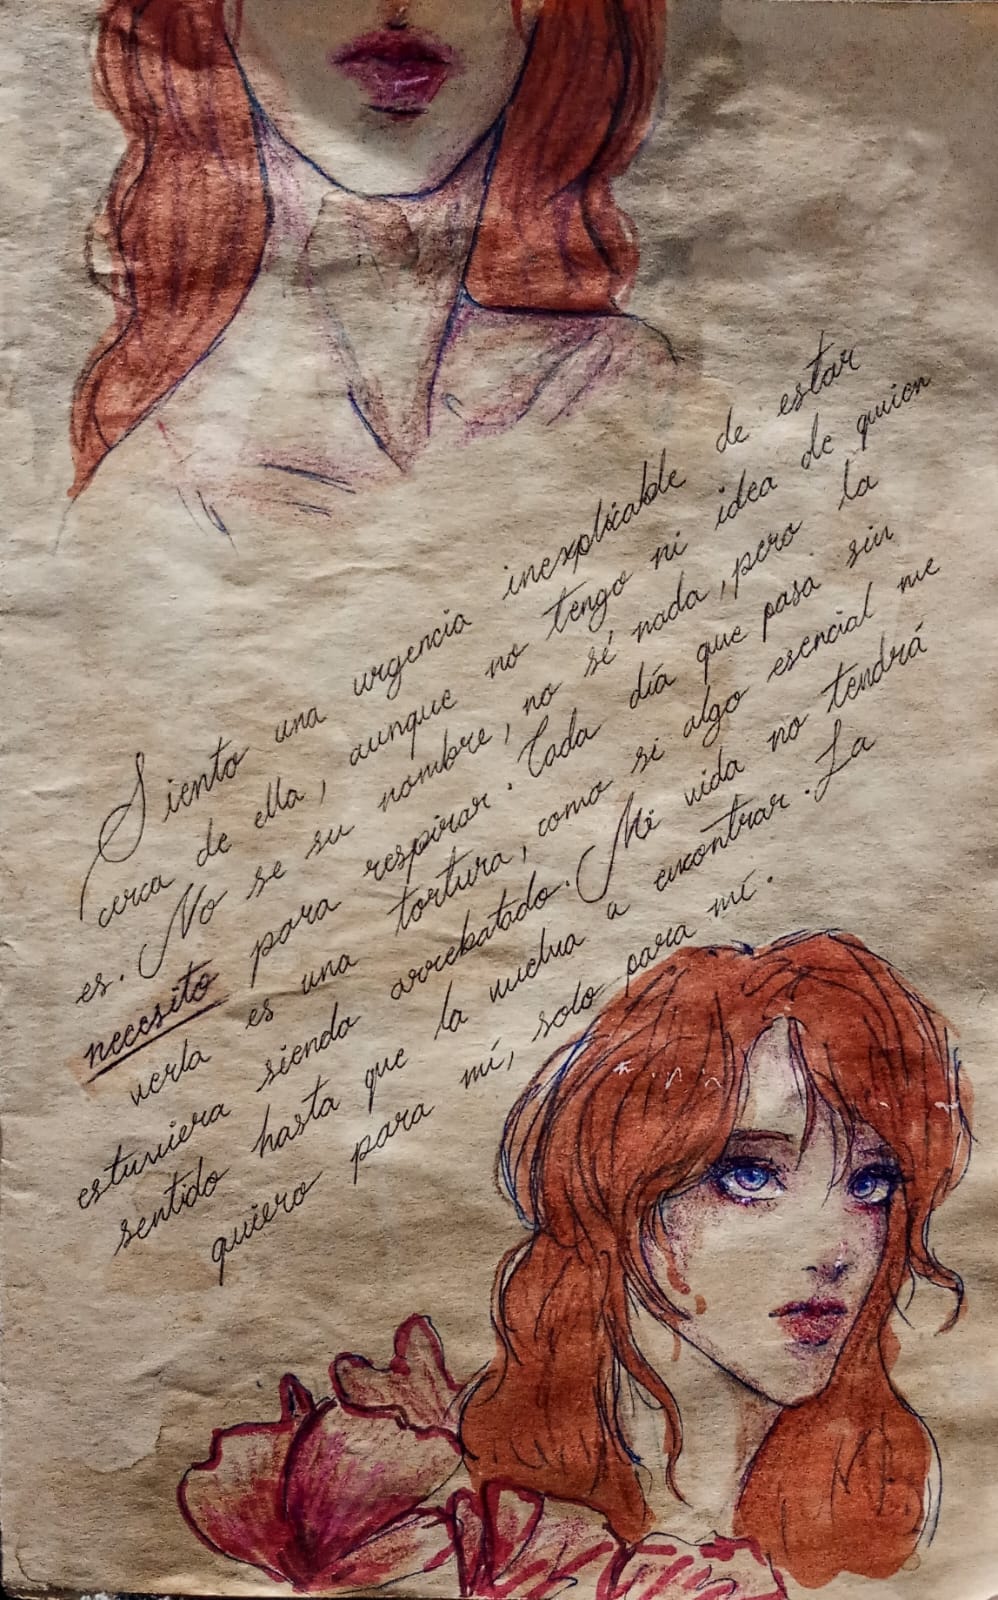 Siento una urgencia inexplicable de estar
cerca de ella, aunque no tengo ni idea de quien
es. No se su nombre, no sé nada, pero la
necesito para respirar. Cada día que pasa sin
verla es una tortura, como si algo esencial me
estuviera siendo arrebatado. Mi vida no tendrá
sentido hasta que la vuelva a encontrar. La
quiero para mí, solo para mí.